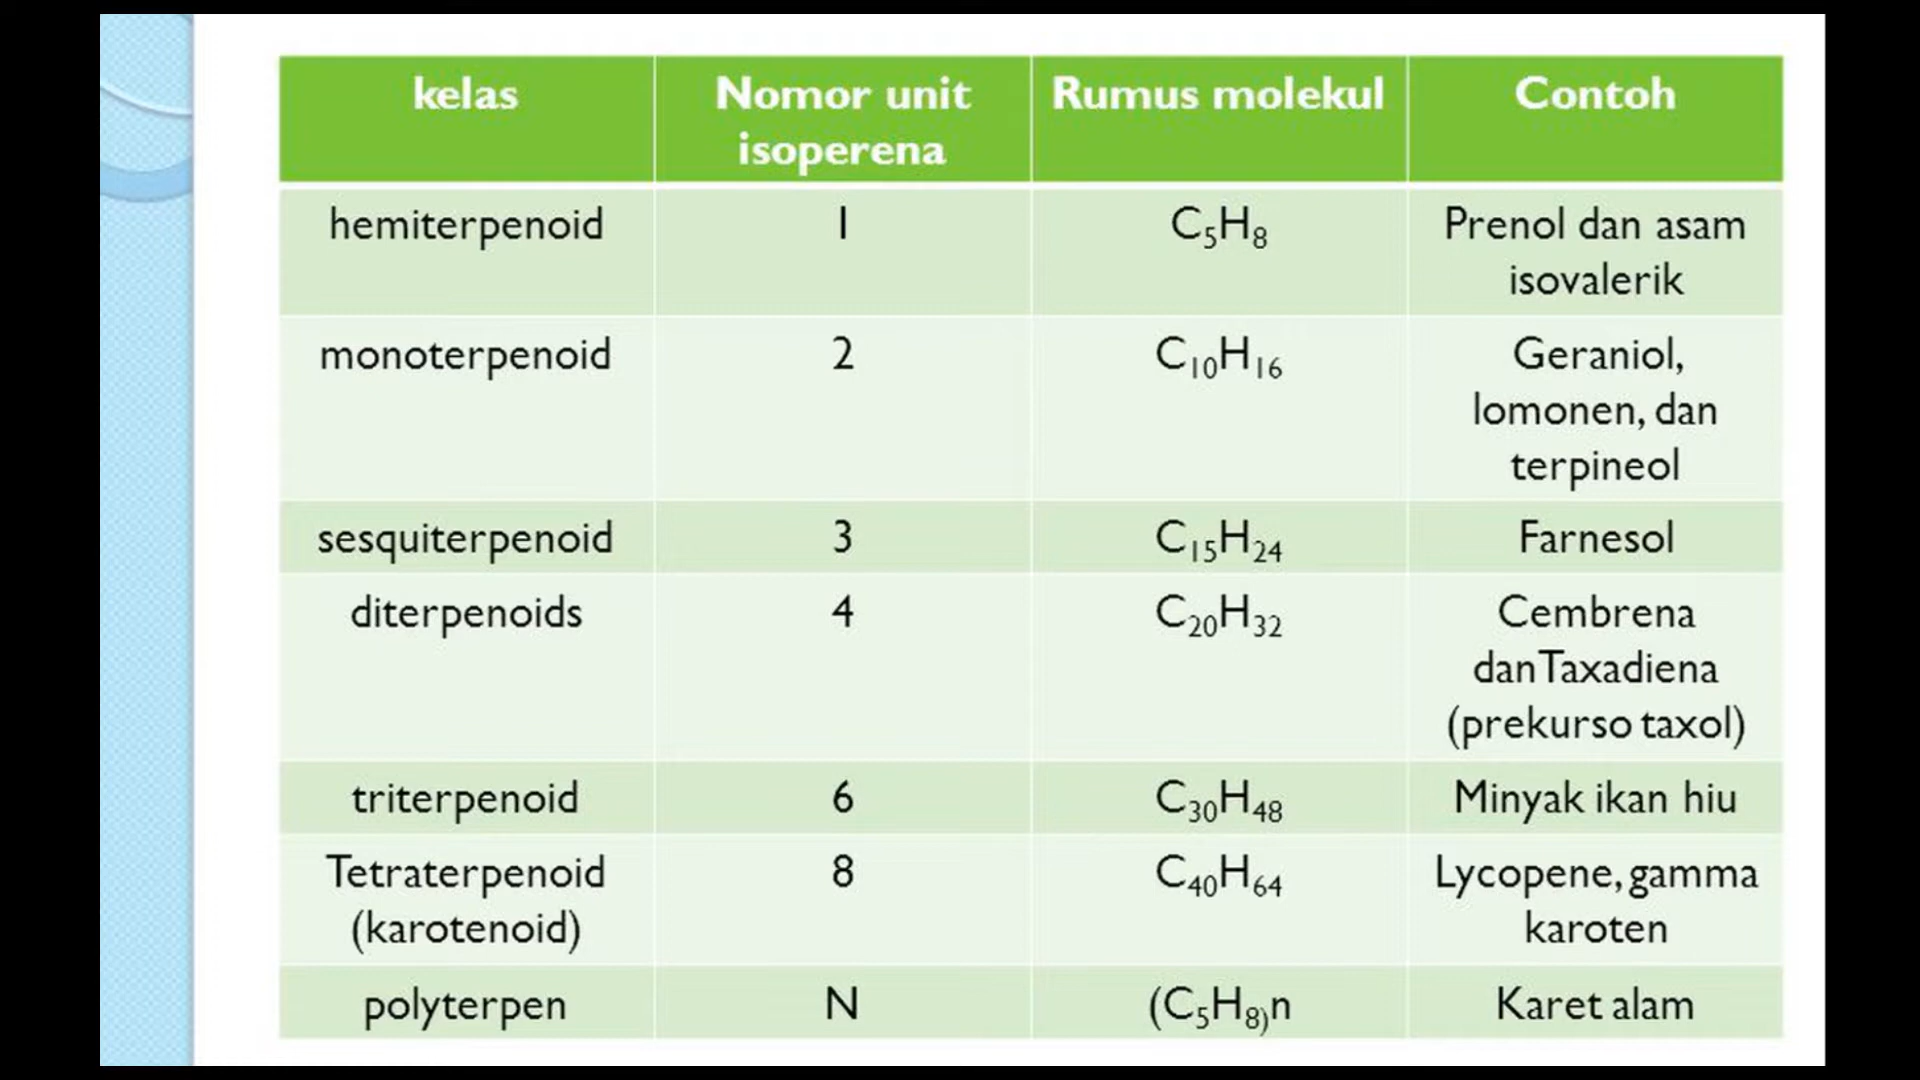 kelas
Nomor unit
isoperena
Rumus molekul
Contoh
hemiterpenoid
1
C₅H₈
Prenol dan asam
isovalerik
monoterpenoid
2
C₁₀H₁₆
Geraniol,
lomonen, dan
terpineol
sesquiterpenoid
3
C₁₅H₂₄
Farnesol
diterpenoids
4
C₂₀H₃₂
Cembrena
dan Taxadiena
(prekurso taxol)
triterpenoid
6
C₃₀H₄₈
Minyak ikan hiu
Tetraterpenoid
(karotenoid)
8
C₄₀H₆₄
Lycopene, gamma
karoten
polyterpen
N
(C₅H₈₎n
Karet alam